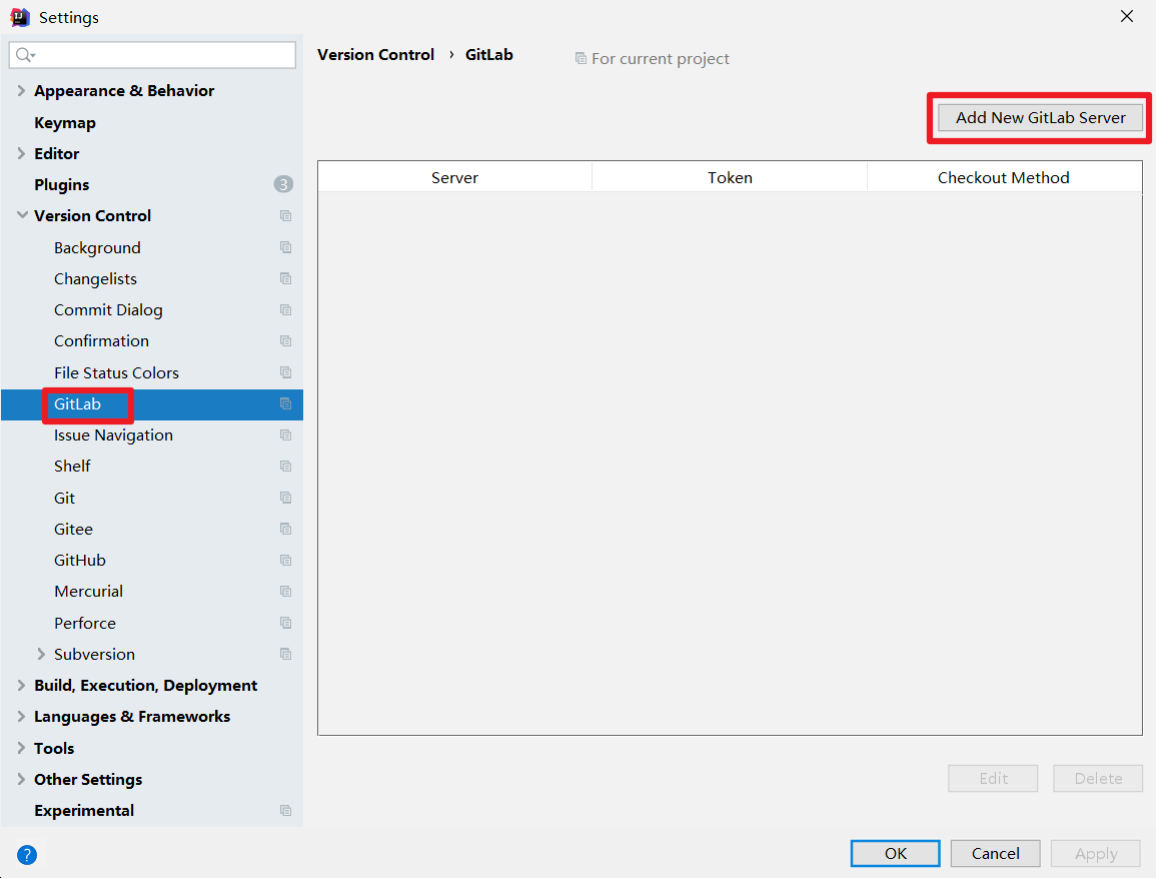 Settings
Version Control › GitLab
For current project
Appearance & Behavior
Keymap
Editor
Plugins
3
Version Control
Background
Changelists
Commit Dialog
Confirmation
File Status Colors
GitLab
Issue Navigation
Shelf
Git
Gitee
GitHub
Mercurial
Perforce
Subversion
Build, Execution, Deployment
Languages & Frameworks
Tools
Other Settings
Experimental
Add New GitLab Server
Server Token Checkout Method
Edit Delete
?
OK Cancel Apply